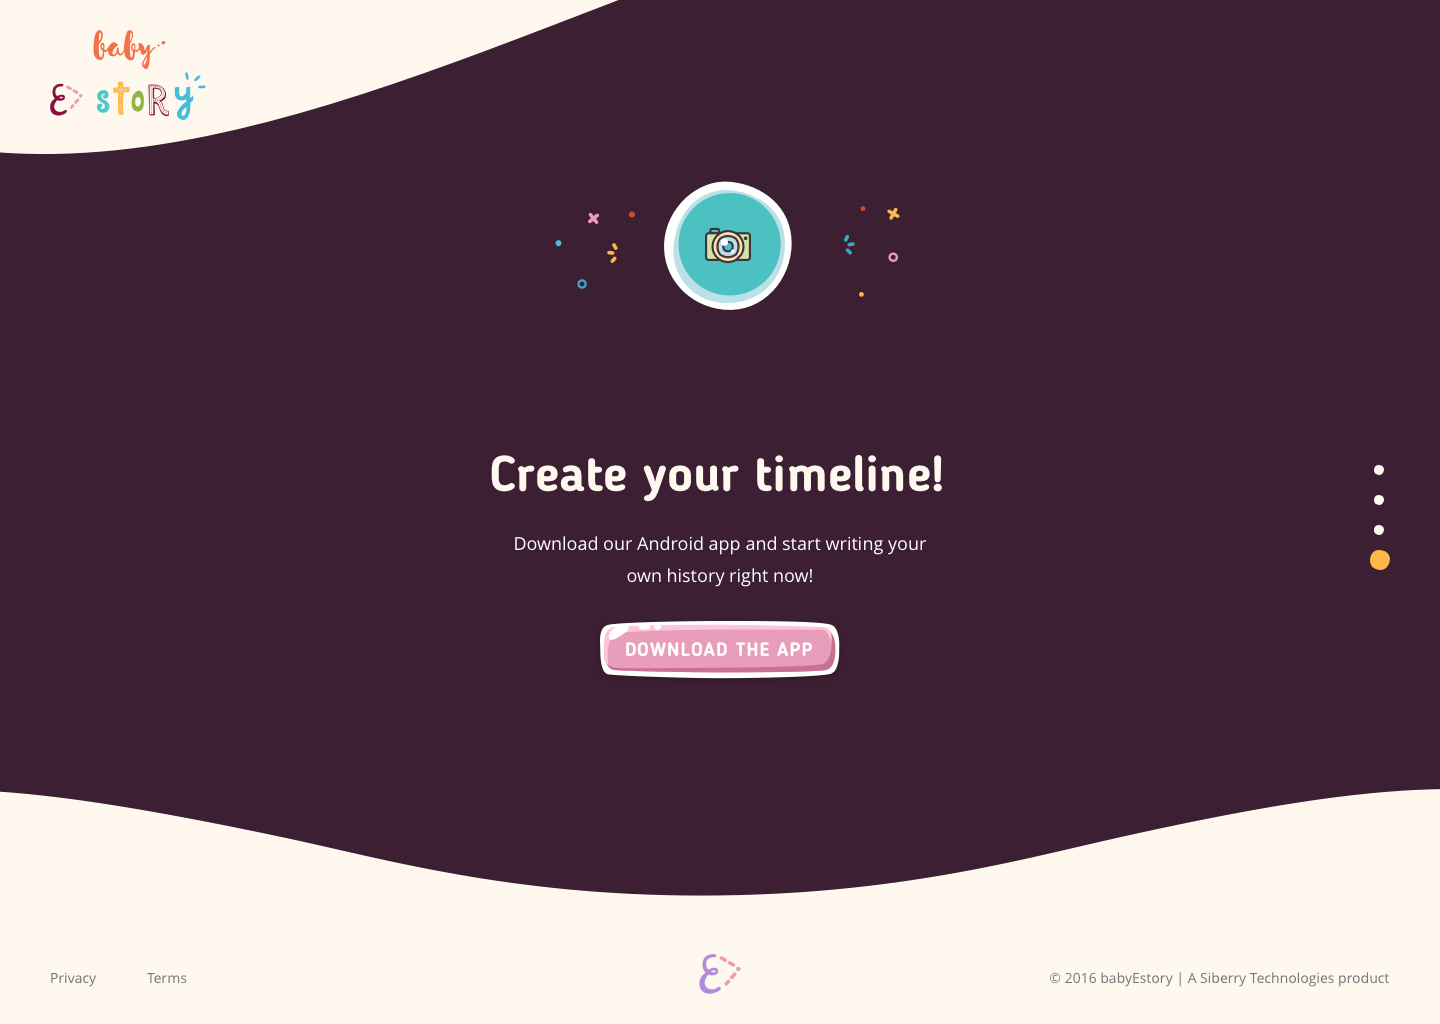 baby
E story
Create your timeline!
Download our Android app and start writing your
own history right now!
DOWNLOAD THE APP
Privacy
Terms
E
© 2016 babyEstory | A Siberry Technologies product